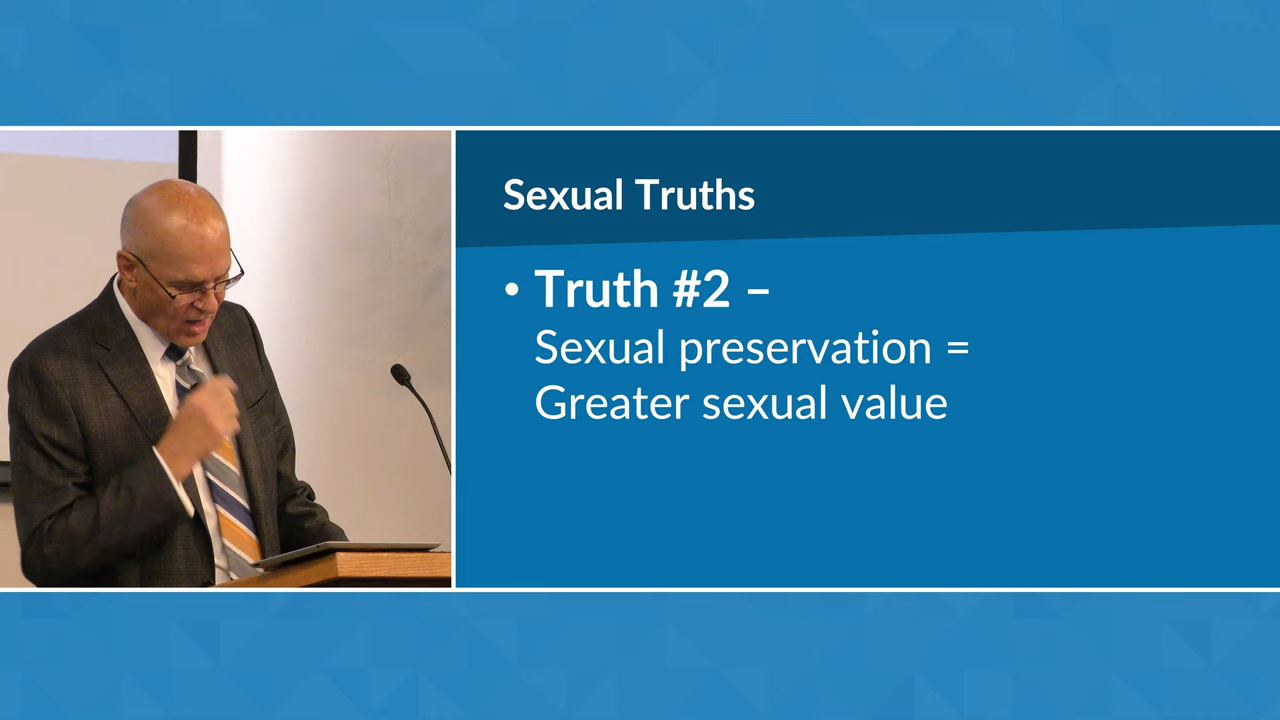 Sexual Truths
• Truth #2 –
Sexual preservation =
Greater sexual value